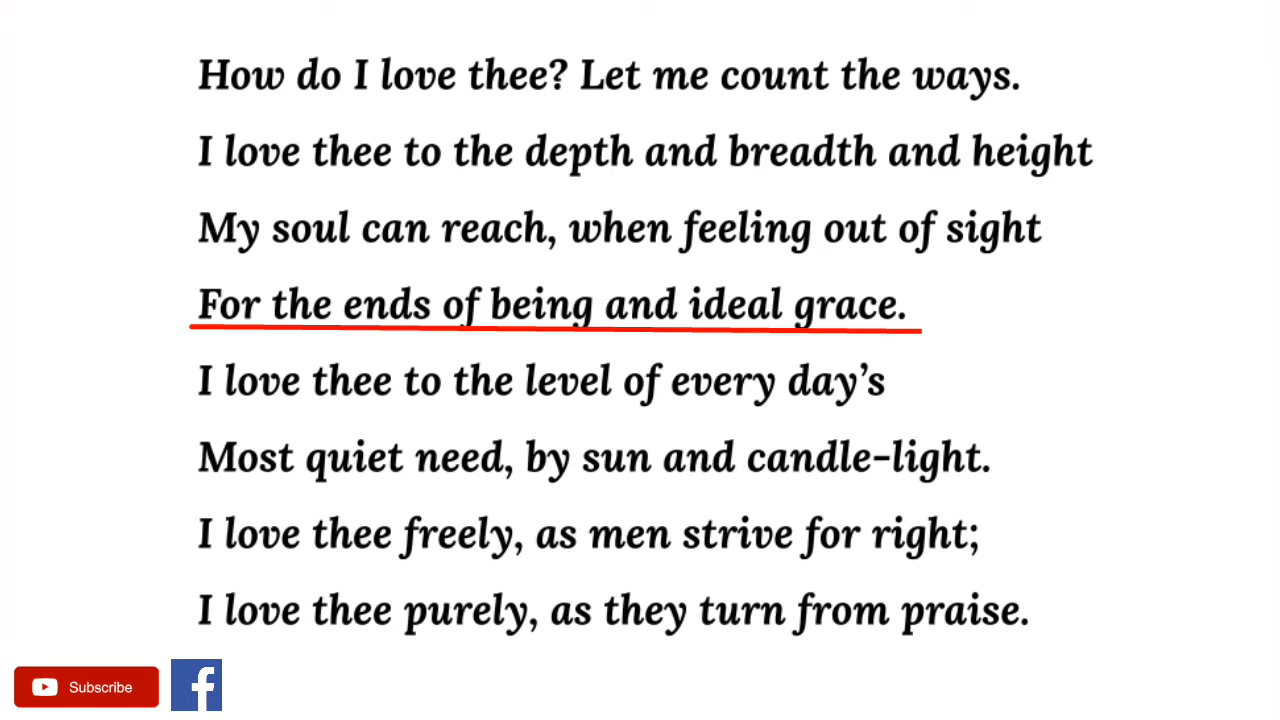 How do I love thee? Let me count the ways.
I love thee to the depth and breadth and height
My soul can reach, when feeling out of sight
For the ends of being and ideal grace.
I love thee to the level of every day’s
Most quiet need, by sun and candle-light.
I love thee freely, as men strive for right;
I love thee purely, as they turn from praise.
Subscribe